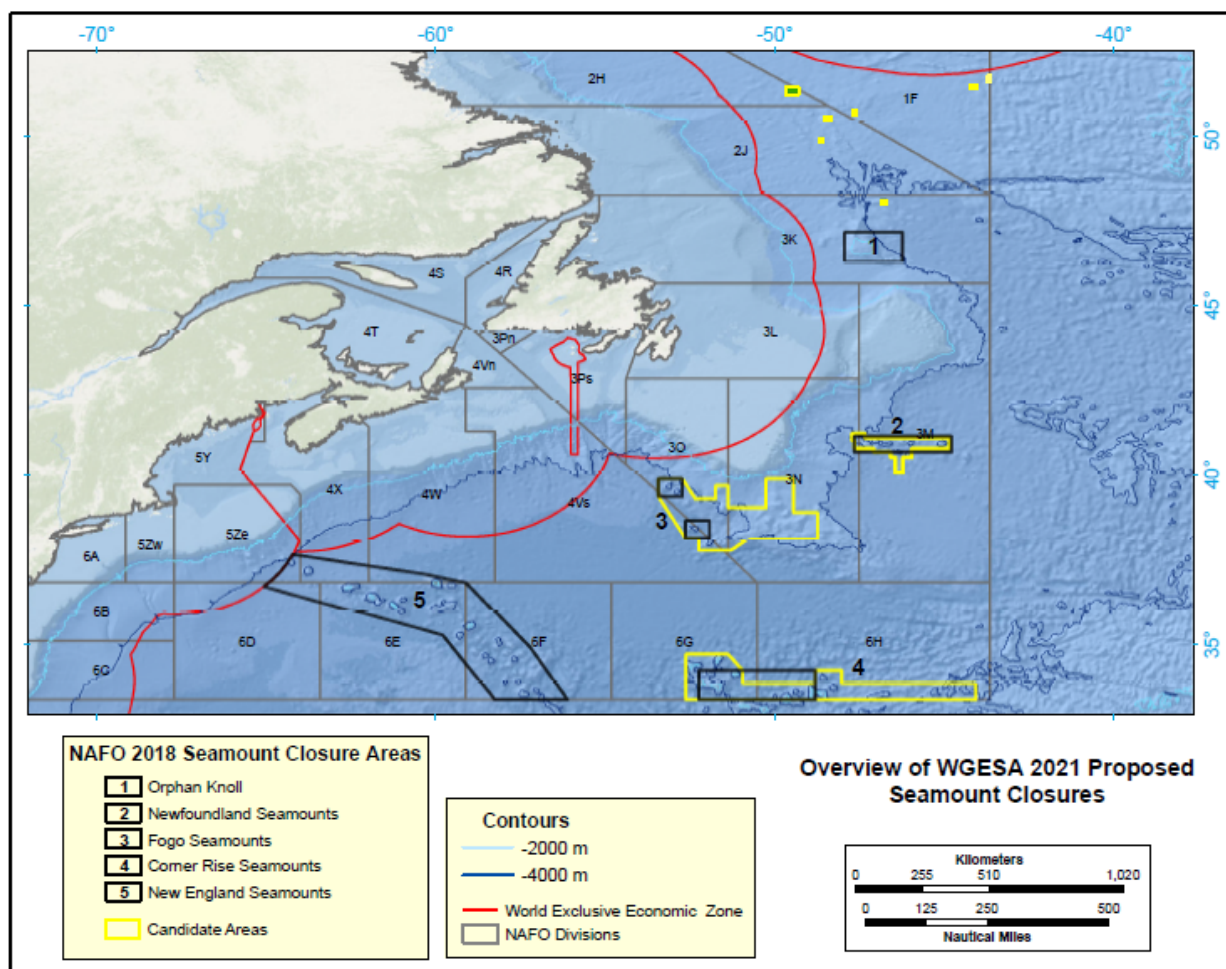 -70°
-60°
-50°
-40°
2H
1F
50°
2J
3K
1
4S
4R
45°
4T
3L
3Pn
4Vn
3Ps
2
3M
5Y
3O
40°
4X
4W
4Vs
3
3N
5Ze
5Zw
6A
5
6B
6D
6E
6F
6G
6H
4
35°
6C
NAFO 2018 Seamount Closure Areas
1 Orphan Knoll
2 Newfoundland Seamounts
3 Fogo Seamounts
4 Corner Rise Seamounts
5 New England Seamounts
Candidate Areas
Contours
-2000 m
-4000 m
World Exclusive Economic Zone
NAFO Divisions
Overview of WGESA 2021 Proposed
Seamount Closures
Kilometers
0 255 510 1,020
0 125 250 500
Nautical Miles